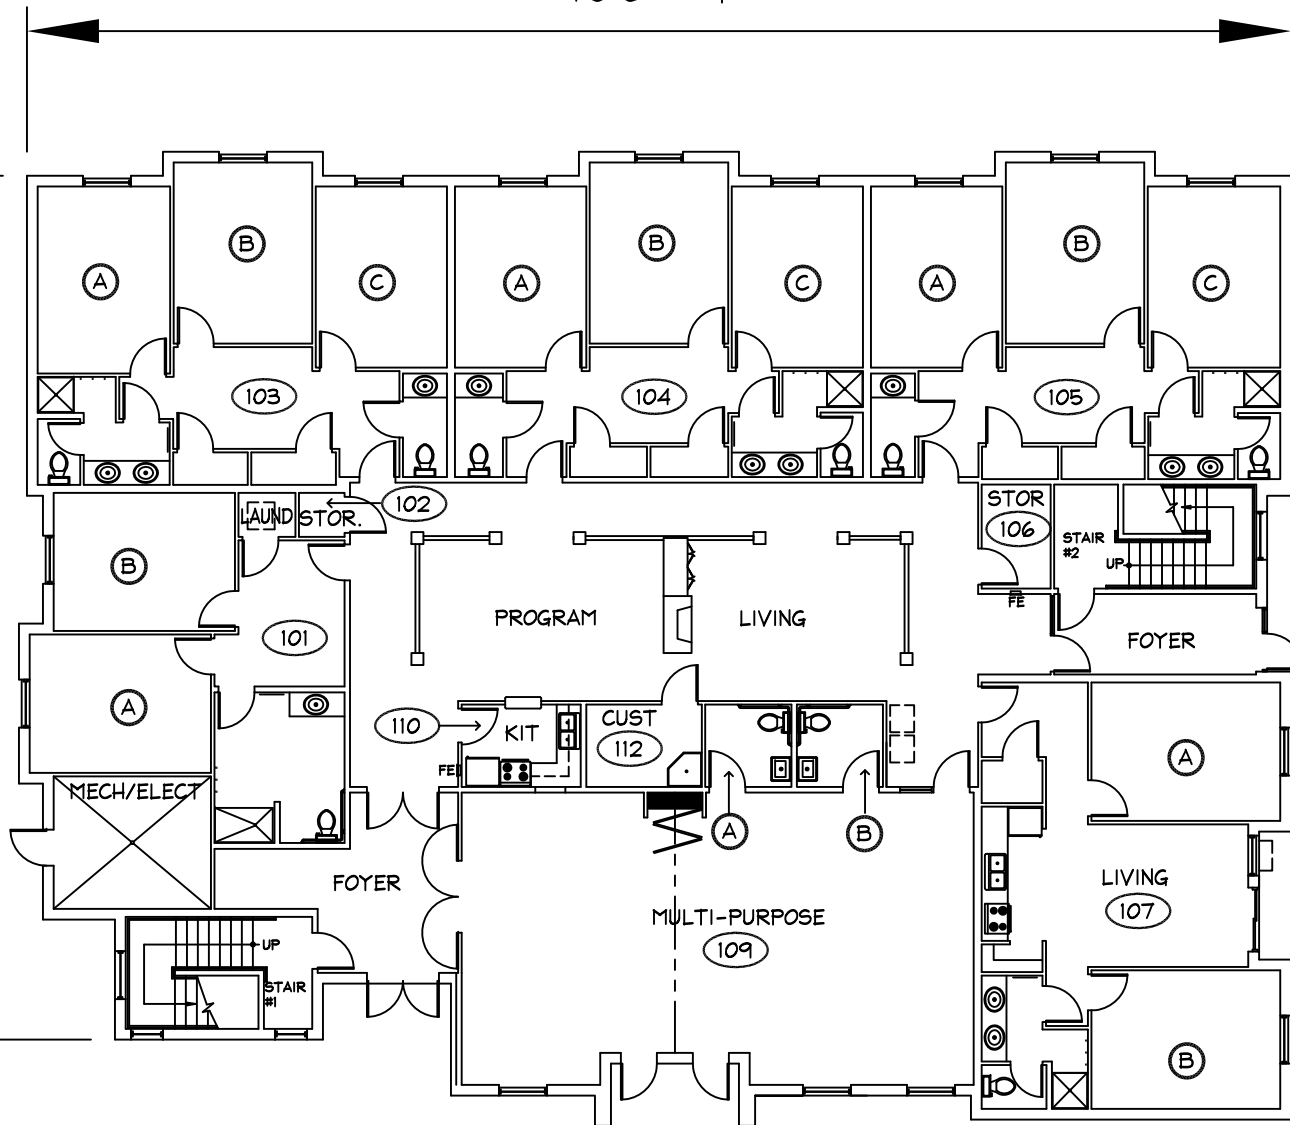 B
B
B
A
C
A
C
A
C
103
104
105
102
LAUND
STOR.
STOR
106
STAIR
#2
UP
B
FE
PROGRAM
LIVING
101
FOYER
A
110
KIT
CUST
112
A
FE
MECH/ELECT
A
B
FOYER
LIVING
107
MULTI-PURPOSE
109
UP
STAIR
#1
B